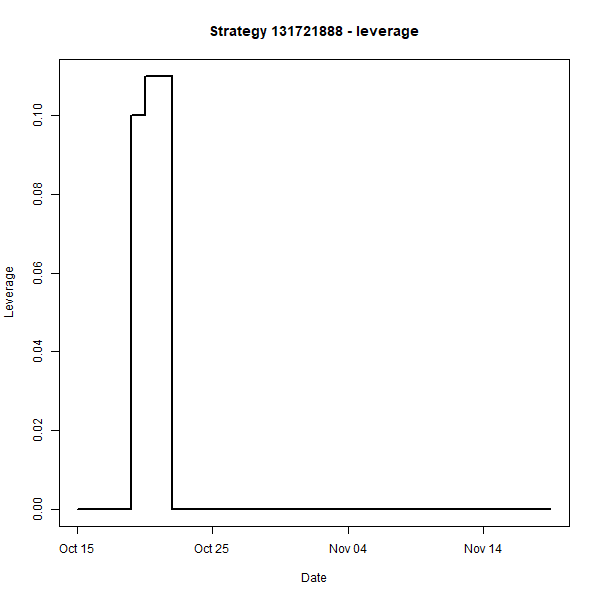 Strategy 131721888 - leverage
Leverage
0.10
0.08
0.06
0.04
0.02
0.00
Oct 15 Oct 25 Nov 04 Nov 14
Date